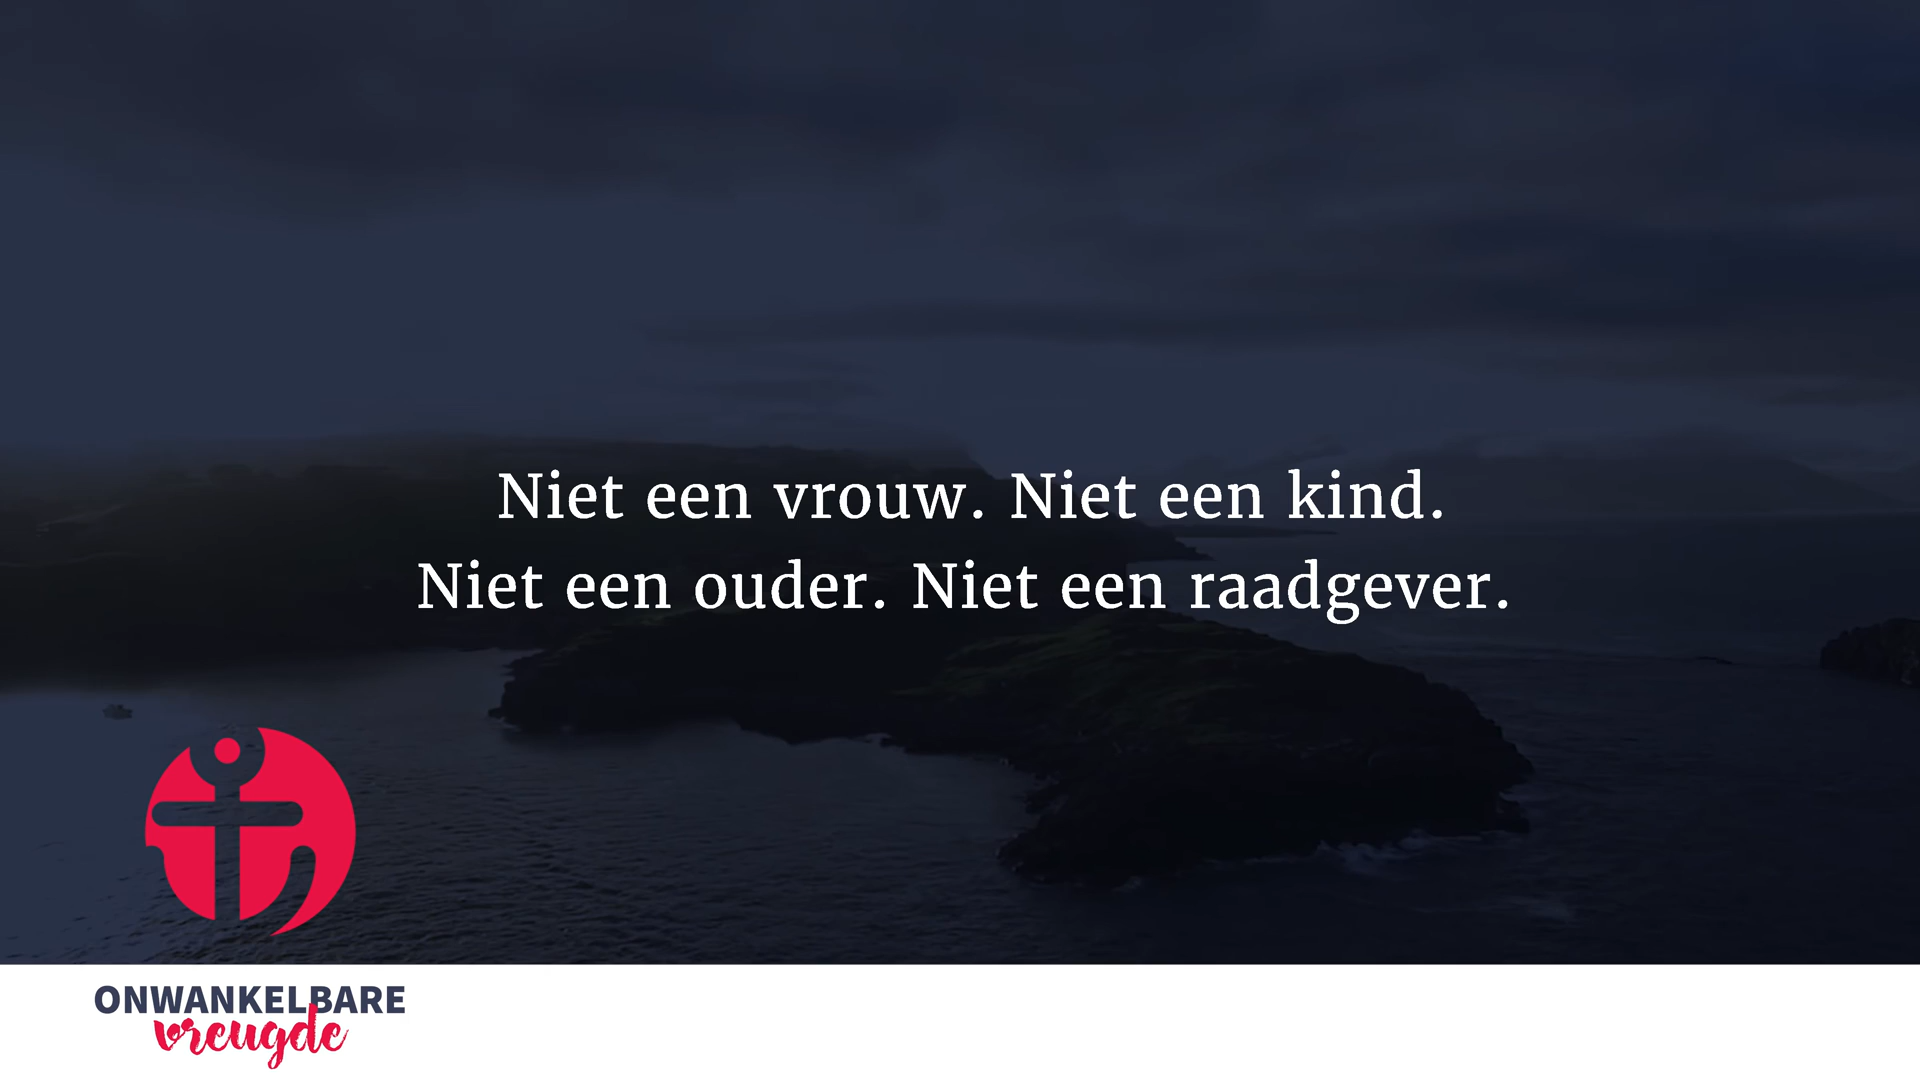 Niet een vrouw. Niet een kind.
Niet een ouder. Niet een raadgever.
ONWANKELBARE
vreugde